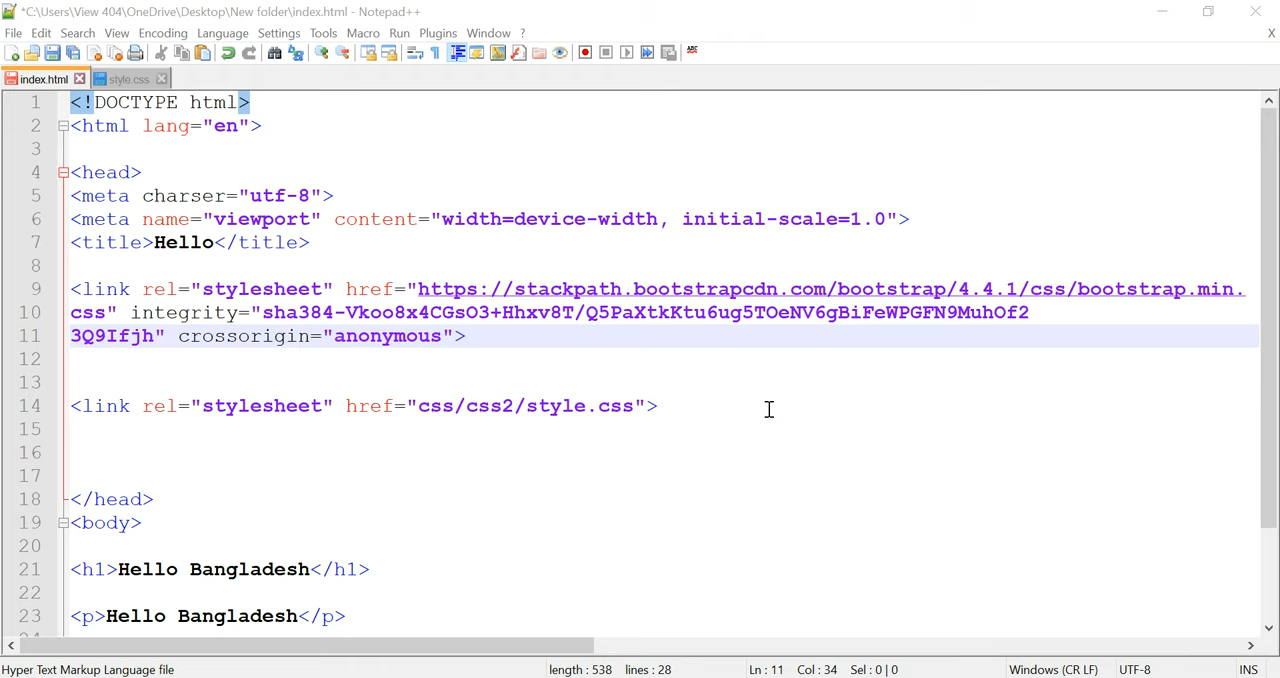 *C:\Users\View 404\OneDrive\Desktop\New folder\index.html - Notepad++
File Edit Search View Encoding Language Settings Tools Macro Run Plugins Window ? X
index.html style.css
1 <!DOCTYPE html>
2 <html lang="en">
3
4 <head>
5 <meta charser="utf-8">
6 <meta name="viewport" content="width=device-width, initial-scale=1.0">
7 <title>Hello</title>
8
9 <link rel="stylesheet" href="https://stackpath.bootstrapcdn.com/bootstrap/4.4.1/css/bootstrap.min.
10 css" integrity="sha384-Vkoo8x4CGsO3+Hhxv8T/Q5PaXtkKtu6ug5TOeNV6gBiFeWPGFN9MuhOf2
11 3Q9Ifjh" crossorigin="anonymous">
12
13
14 <link rel="stylesheet" href="css/css2/style.css">
15
16
17
18 </head>
19 <body>
20
21 <h1>Hello Bangladesh</h1>
22
23 <p>Hello Bangladesh</p>
Hyper Text Markup Language file length : 538 lines : 28 Ln : 11 Col : 34 Sel : 0 | 0 Windows (CR LF) UTF-8 INS